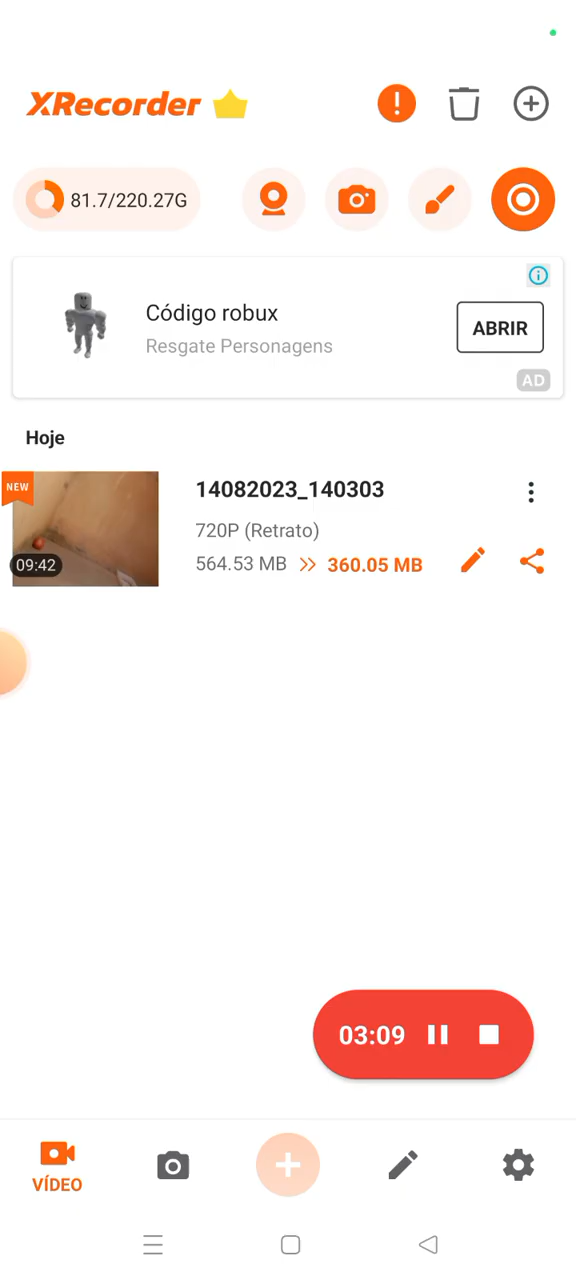 XRecorder
81.7/220.27G
Código robux
Resgate Personagens
ABRIR
AD
Hoje
NEW
09:42
14082023_140303
720P (Retrato)
564.53 MB >> 360.05 MB
03:09
VÍDEO